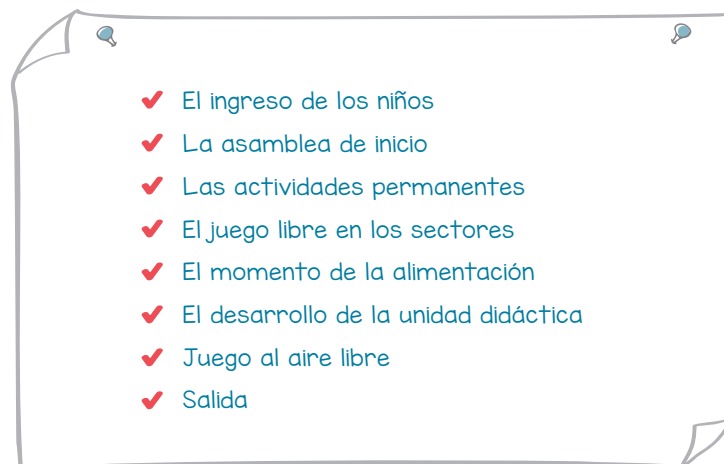 El ingreso de los niños
La asamblea de inicio
Las actividades permanentes
El juego libre en los sectores
El momento de la alimentación
El desarrollo de la unidad didáctica
Juego al aire libre
Salida